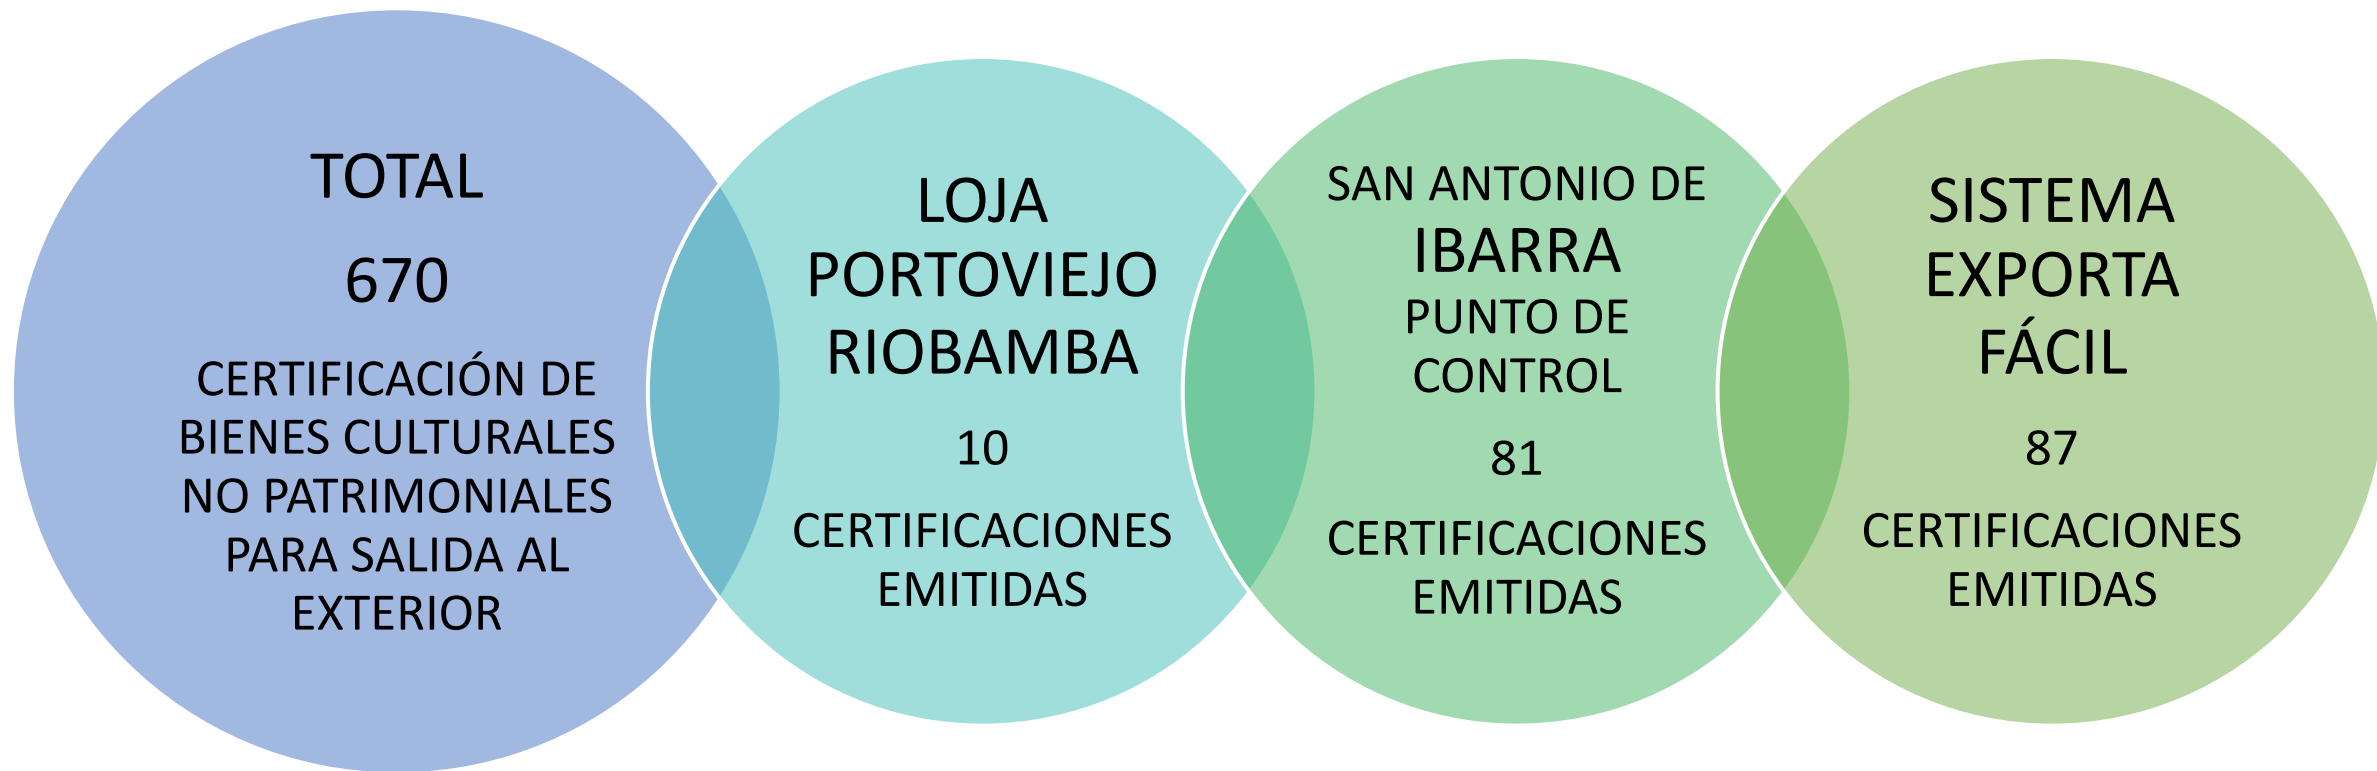 TOTAL
670
CERTIFICACIÓN DE
BIENES CULTURALES
NO PATRIMONIALES
PARA SALIDA AL
EXTERIOR
LOJA
PORTOVIEJO
RIOBAMBA
10
CERTIFICACIONES
EMITIDAS
SAN ANTONIO DE
IBARRA
PUNTO DE
CONTROL
81
CERTIFICACIONES
EMITIDAS
SISTEMA
EXPORTA
FÁCIL
87
CERTIFICACIONES
EMITIDAS